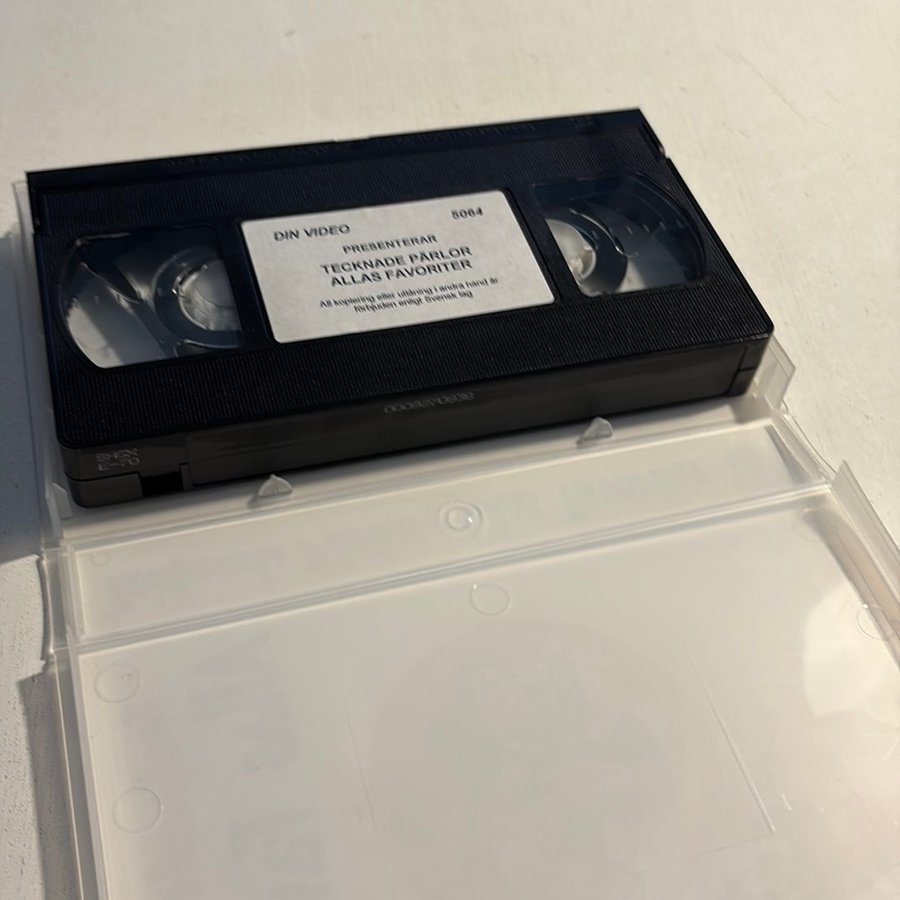 DIN VIDEO 5064
PRESENTERAR
TECKNADE PÄRLOR
ALLAS FAVORITER
All kopiering eller utlåning i andra hand är
förbjuden enligt Svensk lag